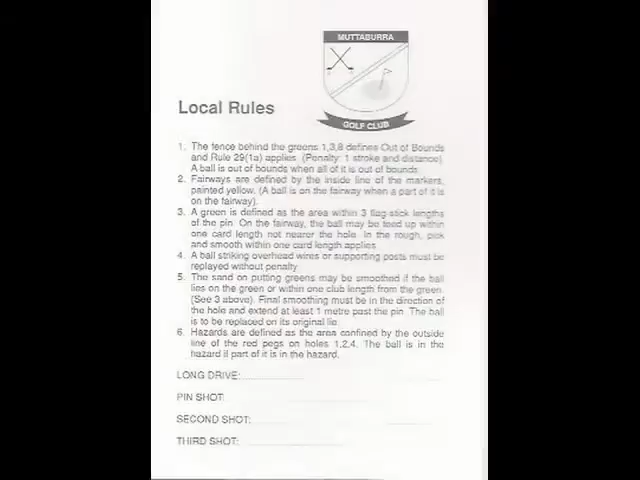 MUTTABURRA
GOLF CLUB
Local Rules
1. The fence behind the greens 1,3,8 defines Out of Bounds
and Rule 29(1a) applies. (Penalty: 1 stroke and distance).
A ball is out of bounds when all of it is out of bounds.
2. Fairways are defined by the inside line of the markers,
painted yellow. (A ball is on the fairway when a part of it is
on the fairway).
3. A green is defined as the area within 3 flag stick lengths
of the pin. On the fairway, the ball may be teed up within
one card length not nearer the hole. In the rough, pick
and smooth within one card length applies.
4. A ball striking overhead wires or supporting posts must be
replayed without penalty.
5. The sand on putting greens may be smoothed if the ball
lies on the green or within one club length from the green.
(See 3 above). Final smoothing must be in the direction of
the hole and extend at least 1 metre past the pin. The ball
is to be replaced on its original lie.
6. Hazards are defined as the area confined by the outside
line of the red pegs on holes 1,2,4. The ball is in the
hazard if part of it is in the hazard.
LONG DRIVE:
PIN SHOT:
SECOND SHOT:
THIRD SHOT: